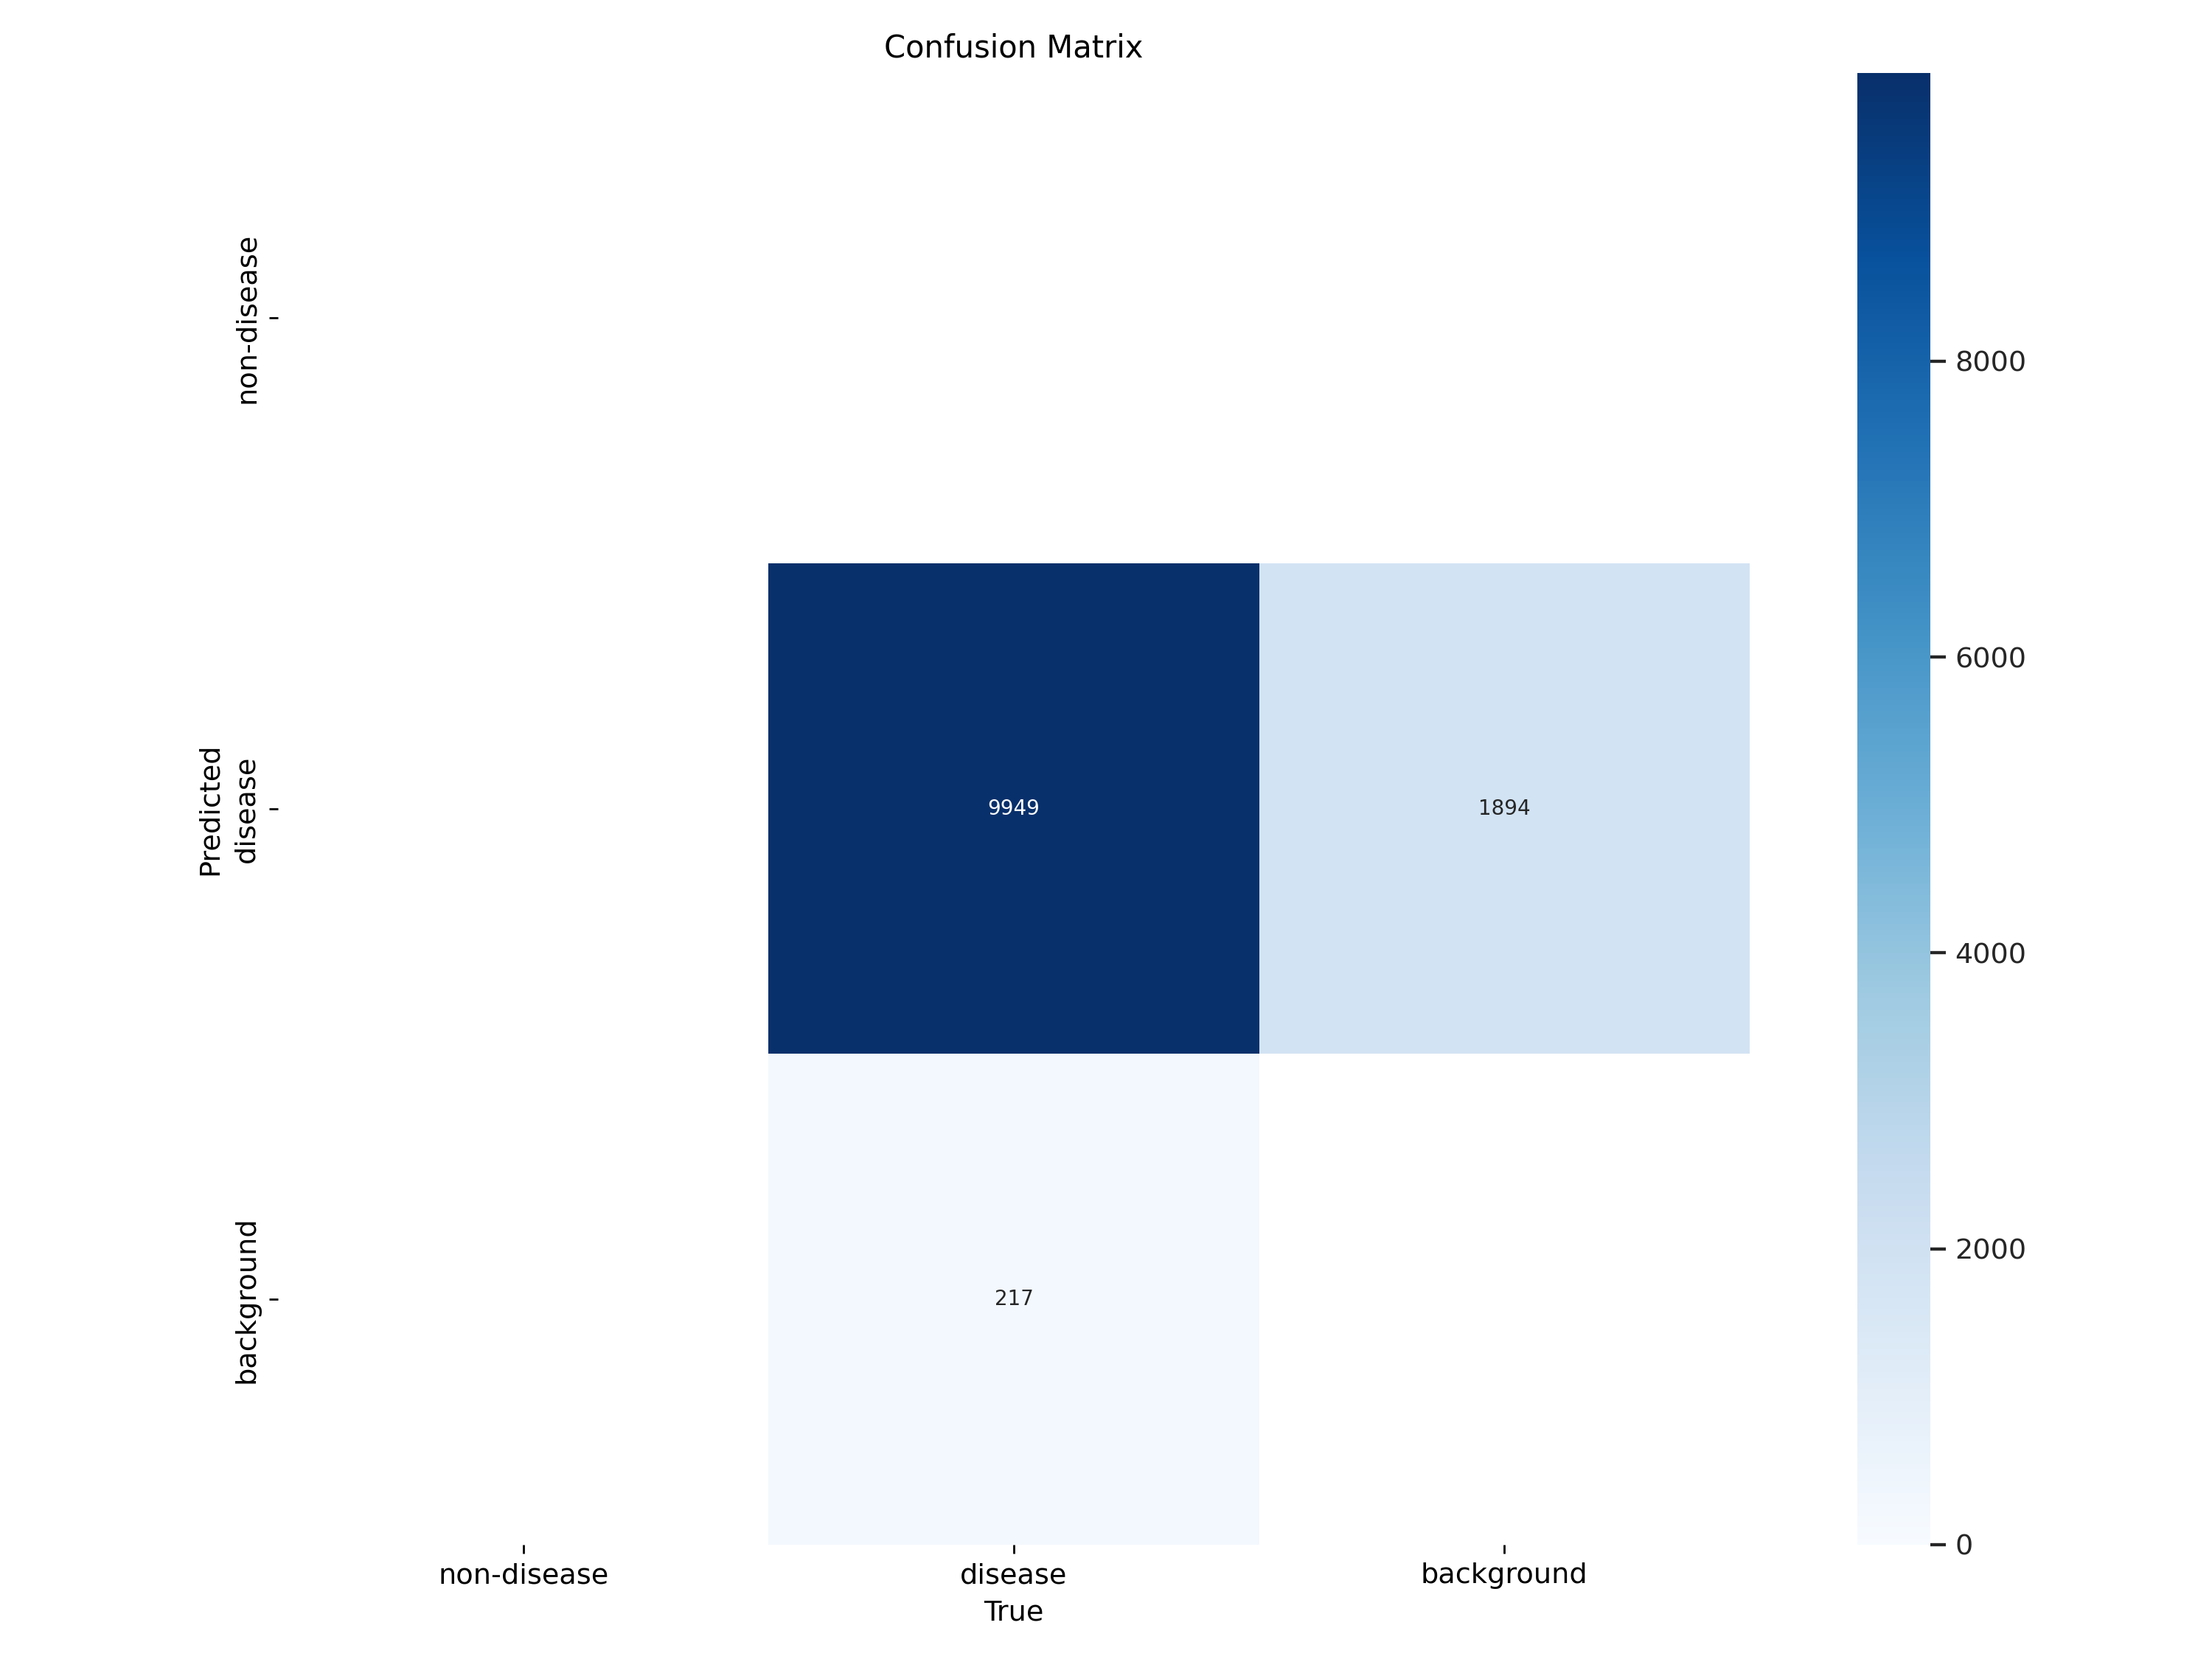 Confusion Matrix
non-disease
Predicted
disease
background
9949
1894
217
non-disease
disease
background
True
8000
6000
4000
2000
0